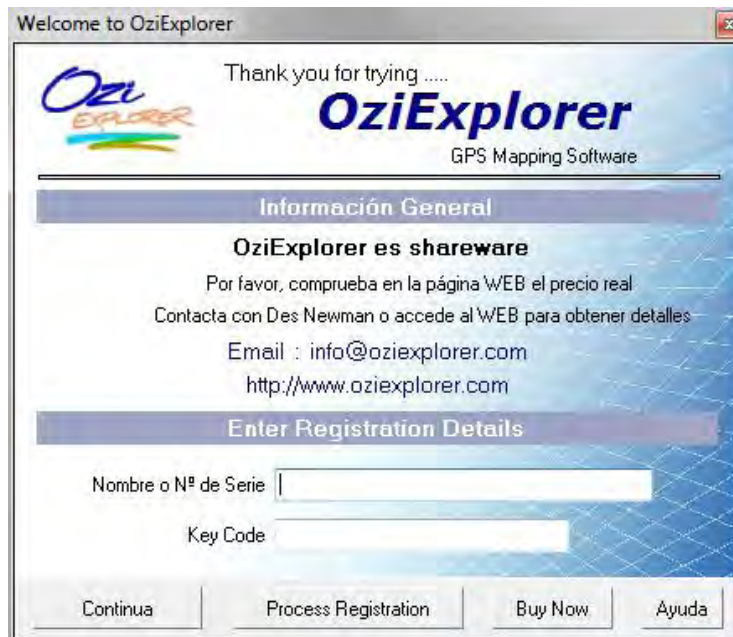 Welcome to OziExplorer
x
Ozi
EXPLORER
Thank you for trying .....
OziExplorer
GPS Mapping Software
Información General
OziExplorer es shareware
Por favor, comprueba en la página WEB el precio real
Contacta con Des Newman o accede al WEB para obtener detalles
Email : info@oziexplorer.com
http://www.oziexplorer.com
Enter Registration Details
Nombre o Nº de Serie
Key Code
Continua Process Registration Buy Now Ayuda